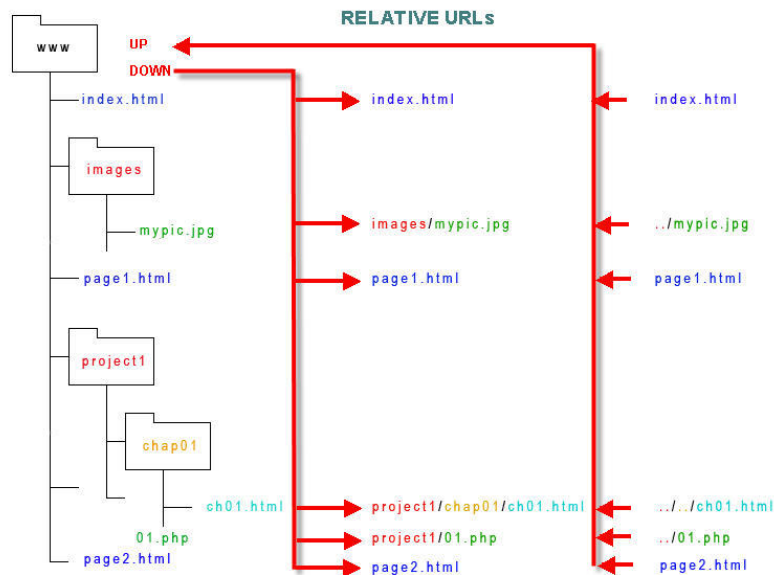 RELATIVE URLs
www UP
DOWN
index.html index.html index.html
images
mypic.jpg images/mypic.jpg ../mypic.jpg
page1.html page1.html page1.html
project1
chap01
ch01.html project1/chap01/ch01.html ../../ch01.html
01.php project1/01.php ../01.php
page2.html page2.html page2.html